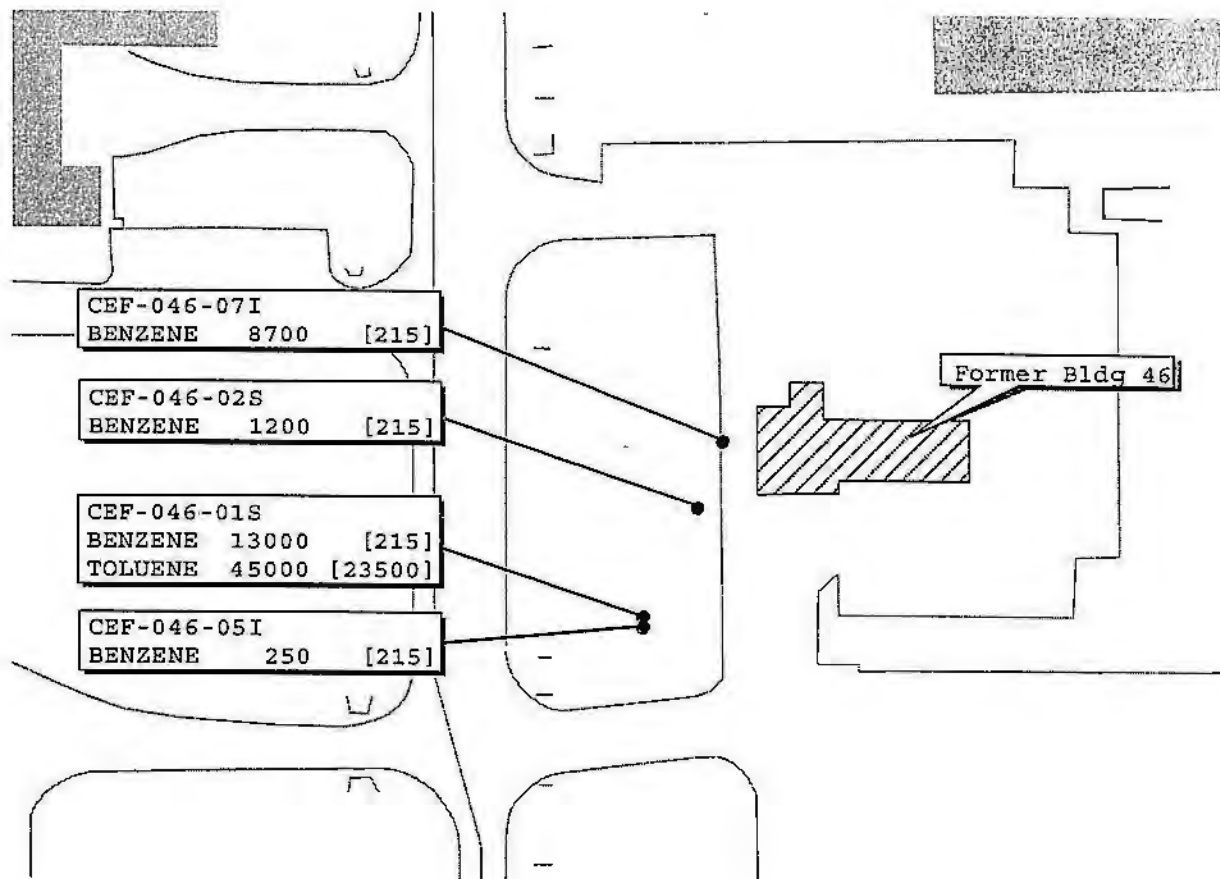 CEF-046-07I
BENZENE 8700 [215]
Former Bldg 46
CEF-046-02S
BENZENE 1200 [215]
CEF-046-01S
BENZENE 13000 [215]
TOLUENE 45000 [23500]
CEF-046-05I
BENZENE 250 [215]